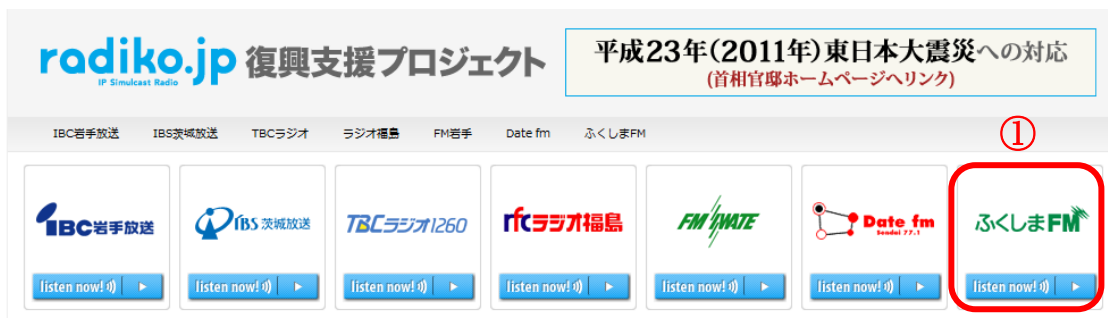 radiko.jp 復興支援プロジェクト
IP Simulcast Radio
平成23年(2011年)東日本大震災への対応
(首相官邸ホームページへリンク)
IBC岩手放送 IBS茨城放送 TBCラジオ ラジオ福島 FM岩手 Date fm ふくしまFM
①
IBC岩手放送
IBS 茨城放送
TBCラジオ1260
rfcラジオ福島
FM IWATE
Date fm
Sendai 77.1
ふくしまFM
listen now! listen now! listen now! listen now! listen now! listen now! listen now!